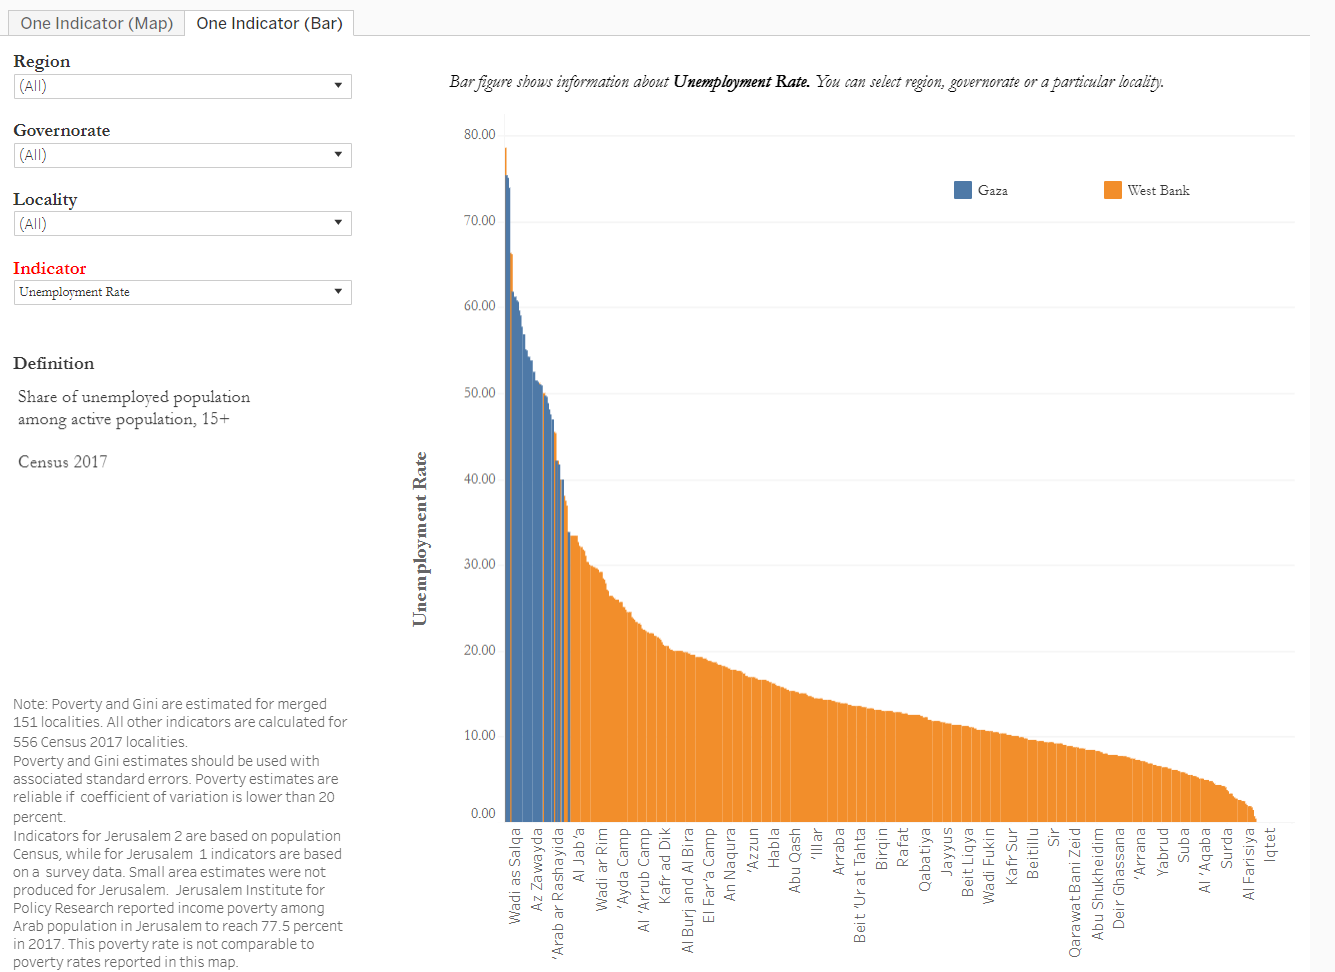 One Indicator (Map)
One Indicator (Bar)
Region
(All)
Governorate
(All)
Locality
(All)
Indicator
Unemployment Rate
Definition
Share of unemployed population
among active population, 15+
Census 2017
Note: Poverty and Gini are estimated for merged
151 localities. All other indicators are calculated for
556 Census 2017 localities.
Poverty and Gini estimates should be used with
associated standard errors. Poverty estimates are
reliable if coefficient of variation is lower than 20
percent.
Indicators for Jerusalem 2 are based on population
Census, while for Jerusalem 1 indicators are based
on a survey data. Small area estimates were not
produced for Jerusalem. Jerusalem Institute for
Policy Research reported income poverty among
Arab population in Jerusalem to reach 77.5 percent
in 2017. This poverty rate is not comparable to
poverty rates reported in this map.
Bar figure shows information about Unemployment Rate. You can select region, governorate or a particular locality.
Gaza
West Bank
Unemployment Rate
80.00
70.00
60.00
50.00
40.00
30.00
20.00
10.00
0.00
Wadi as Salqa
Az Zawayda
'Arab ar Rashayida
Al Jab'a
Wadi ar Rim
'Ayda Camp
Al 'Arrub Camp
Kafr ad Dik
Al Burj and Al Bira
El Far'a Camp
An Naqura
'Azzun
Habla
Abu Qash
'Illar
Arraba
Beit 'Ur at Tahta
Birqin
Rafat
Qabatiya
Jayyus
Beit Liqya
Wadi Fukin
Kafr Sur
Beitillu
Sir
Qarawat Bani Zeid
Abu Shukheidim
Deir Ghassana
'Arrana
Yabrud
Suba
Al 'Aqaba
Surda
Al Farisiya
Iqtet